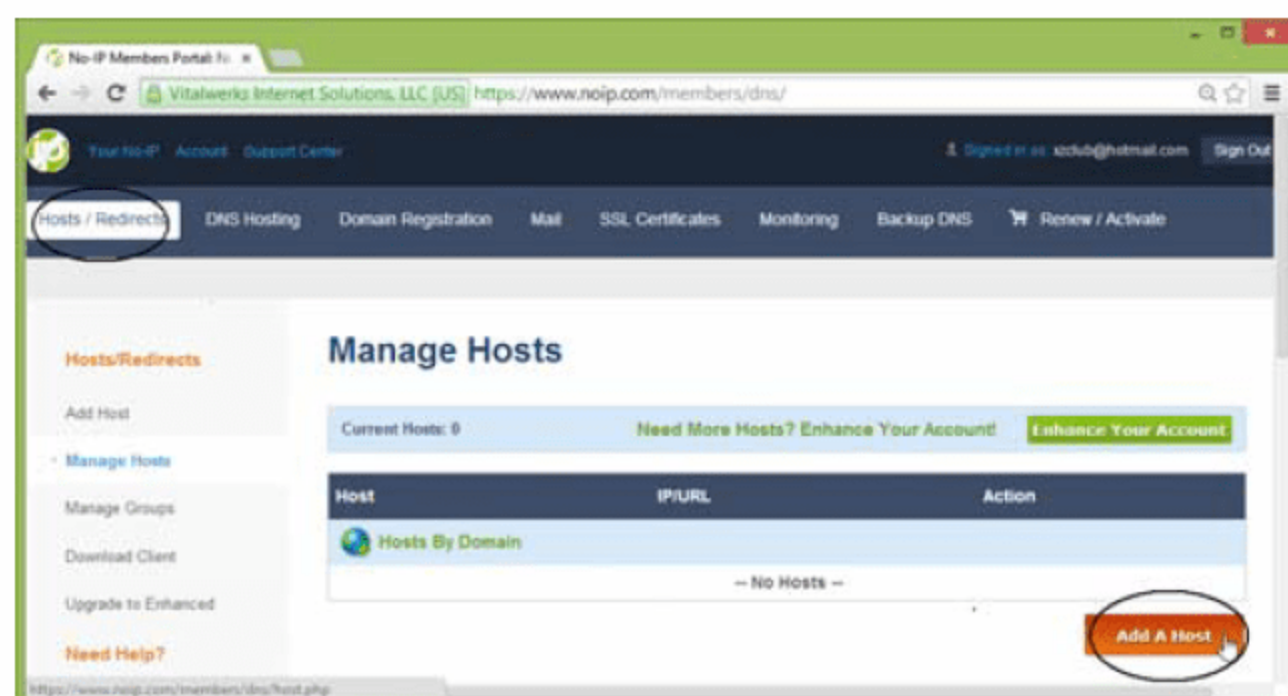 No-IP Members Portal:
Vitalwerks Internet Solutions, LLC [US] https://www.noip.com/members/dns/
Your No-IP Account Support Center Signed in as: xzclub@hotmail.com Sign Out
Hosts / Redirects DNS Hosting Domain Registration Mail SSL Certificates Monitoring Backup DNS Renew / Activate
Hosts/Redirects
Add Host
Manage Hosts
Manage Groups
Download Client
Upgrade to Enhanced
Need Help?
Manage Hosts
Current Hosts: 0 Need More Hosts? Enhance Your Account! Enhance Your Account
Host IP/URL Action
Hosts By Domain
-- No Hosts --
Add A Host
https://www.noip.com/members/dns/host.php